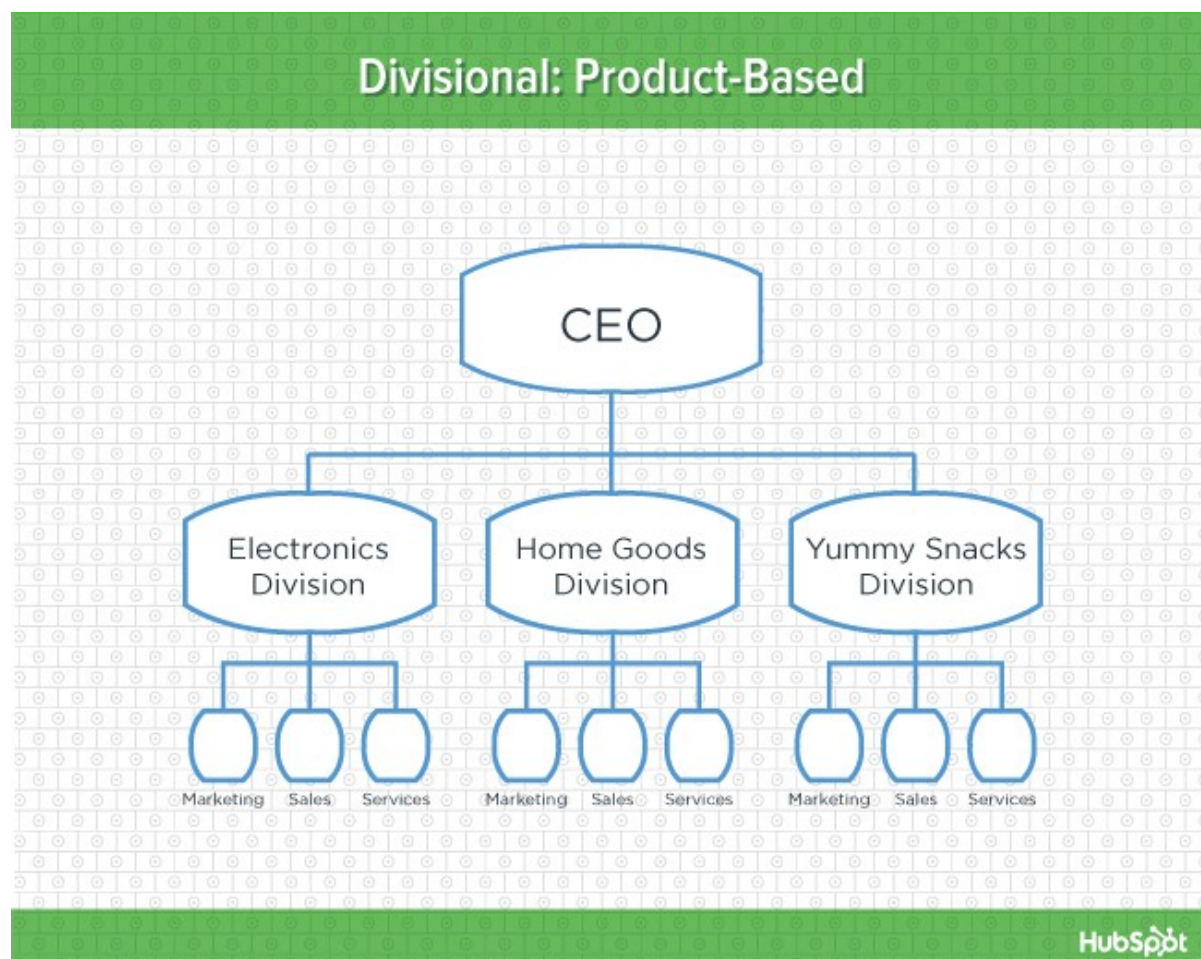 Divisional: Product-Based
CEO
Electronics
Division
Home Goods
Division
Yummy Snacks
Division
Marketing Sales Services
Marketing Sales Services
Marketing Sales Services
HubSpot